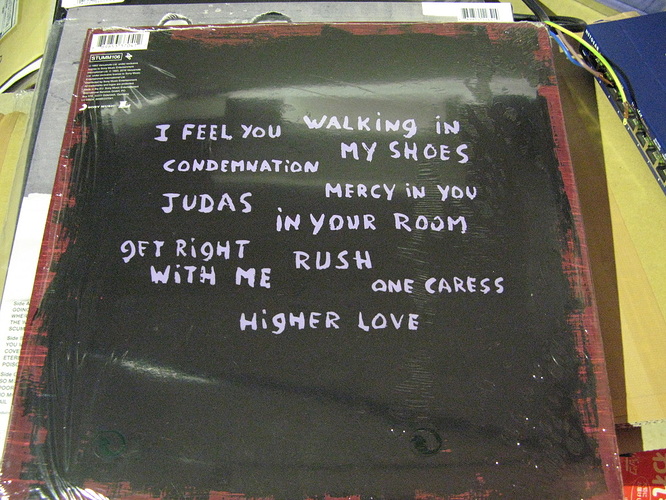 STUMM106
I FEEL YOU
WALKING IN
MY SHOES
CONDEMNATION
MERCY IN YOU
JUDAS
IN YOUR ROOM
GET RIGHT
WITH ME
RUSH
ONE CARESS
HIGHER LOVE